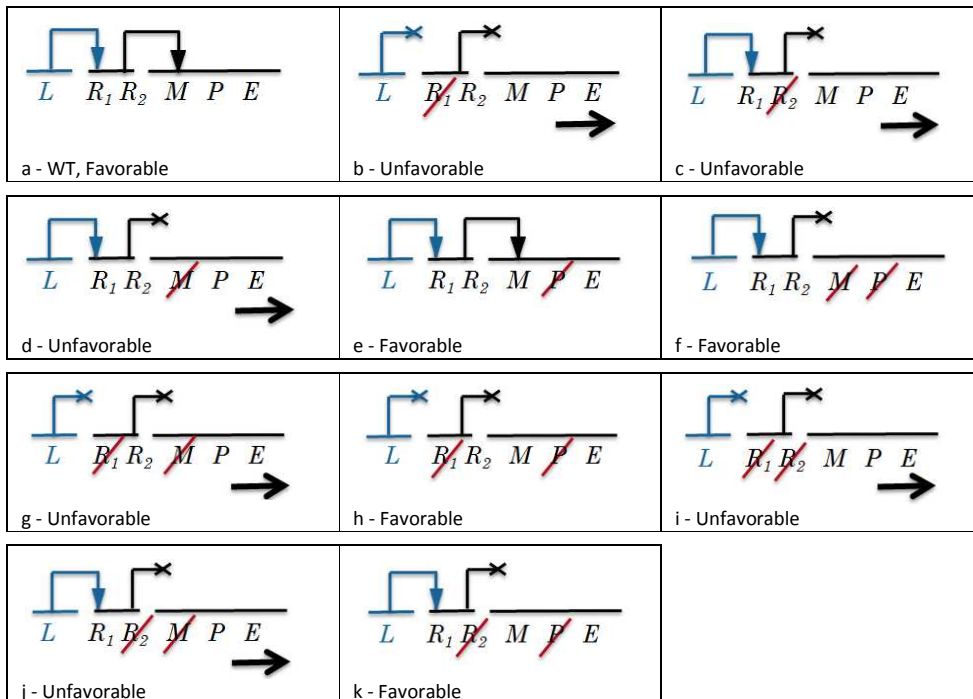 L R1 R2 M P E
a - WT, Favorable
L R1 R2 M P E
b - Unfavorable
L R1 R2 M P E
c - Unfavorable
L R1 R2 M P E
d - Unfavorable
L R1 R2 M P E
e - Favorable
L R1 R2 M P E
f - Favorable
L R1 R2 M P E
g - Unfavorable
L R1 R2 M P E
h - Favorable
L R1 R2 M P E
i - Unfavorable
L R1 R2 M P E
j - Unfavorable
L R1 R2 M P E
k - Favorable